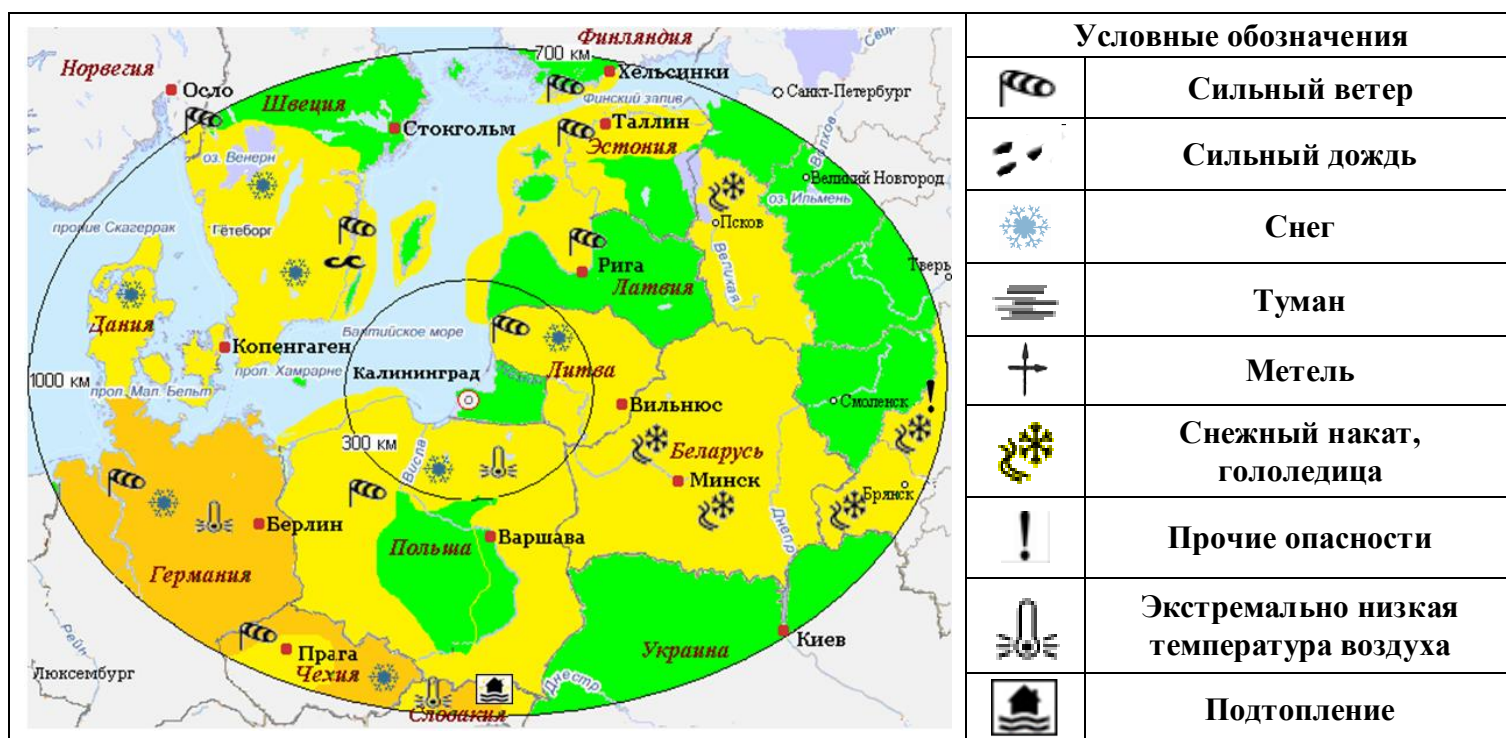 Финляндия
700 км
Свирь
Норвегия
Хельсинки
Осло
Швеция
Финский залив
Санкт-Петербург
Стокгольм
Таллин
Эстония
Волхов
оз. Венерн
Великий Новгород
оз. Ильмень
Псков
пролив Скагеррак
Гётеборг
Великая
Рига
Тверь
Латвия
Дания
Балтийское море
Копенгаген
Литва
1000 км
прол. Хамрарне
Калининград
прол. Мал. Бельт
Вильнюс
Смоленск
300 км
Висла
Беларусь
Минск
Брянск
Берлин
Варшава
Днепр
Польша
Германия
Киев
Рейн
Прага
Украина
Люксембург
Чехия
Днестр
Словакия
Условные обозначения
Сильный ветер
Сильный дождь
Снег
Туман
Метель
Снежный накат,
гололедица
Прочие опасности
Экстремально низкая
температура воздуха
Подтопление